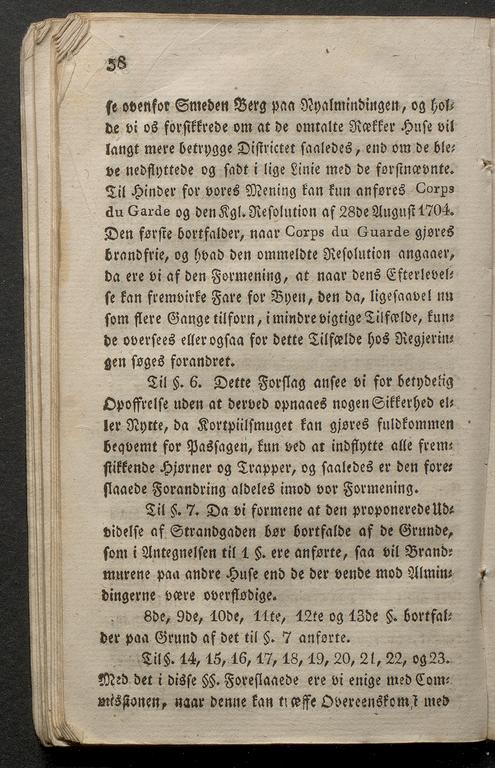 58
se ovenfor Smeden Berg paa Nyalmindingen, og hol-
de vi os forsikkrede om at de omtalte Rækker Huse vil
langt mere betrygge Districtet saaledes, end om de ble-
ve nedflyttede og sadt i lige Linie med de førstnævnte.
Til Hinder for vores Mening kan kun anføres Corps
du Garde og den Kgl. Resolution af 28de August 1704.
Den første bortfalder, naar Corps du Guarde gjøres
brandfrie, og hvad den ommeldte Resolution angaaer,
da ere vi af den Formening, at naar dens Efterlevel-
se kan fremvirke Fare for Byen, den da, ligesaavel nu
som flere Gange tilforn, i mindre vigtige Tilfælde, kun-
de oversees eller ogsaa for dette Tilfælde hos Regjerin-
gen søges forandret.
Til §. 6. Dette Forslag ansee vi for betydelig
Opoffrelse uden at derved opnaaes nogen Sikkerhed el-
ler Nytte, da Kortpiilsmuget kan gjøres fuldkommen
beqvemt for Passagen, kun ved at indflytte alle frem-
stikkende Hjørner og Trapper, og saaledes er den fore-
slaaede Forandring aldeles imod vor Formening.
Til §. 7. Da vi formene at den proponerede Ud-
videlse af Strandgaden bør bortfalde af de Grunde,
som i Antegnelsen til 1 §. ere anførte, saa vil Brand-
murene paa andre Huse end de der vende mod Almin-
dingerne være overflødige.
8de, 9de, 10de, 11te, 12te og 13de §. bortfal-
der paa Grund af det til §. 7 anførte.
Til §. 14, 15, 16, 17, 18, 19, 20, 21, 22, og 23.
Med det i disse §§. Foreslaaede ere vi enige med Com-
missionen, naar denne kan træffe Overeenskomst med